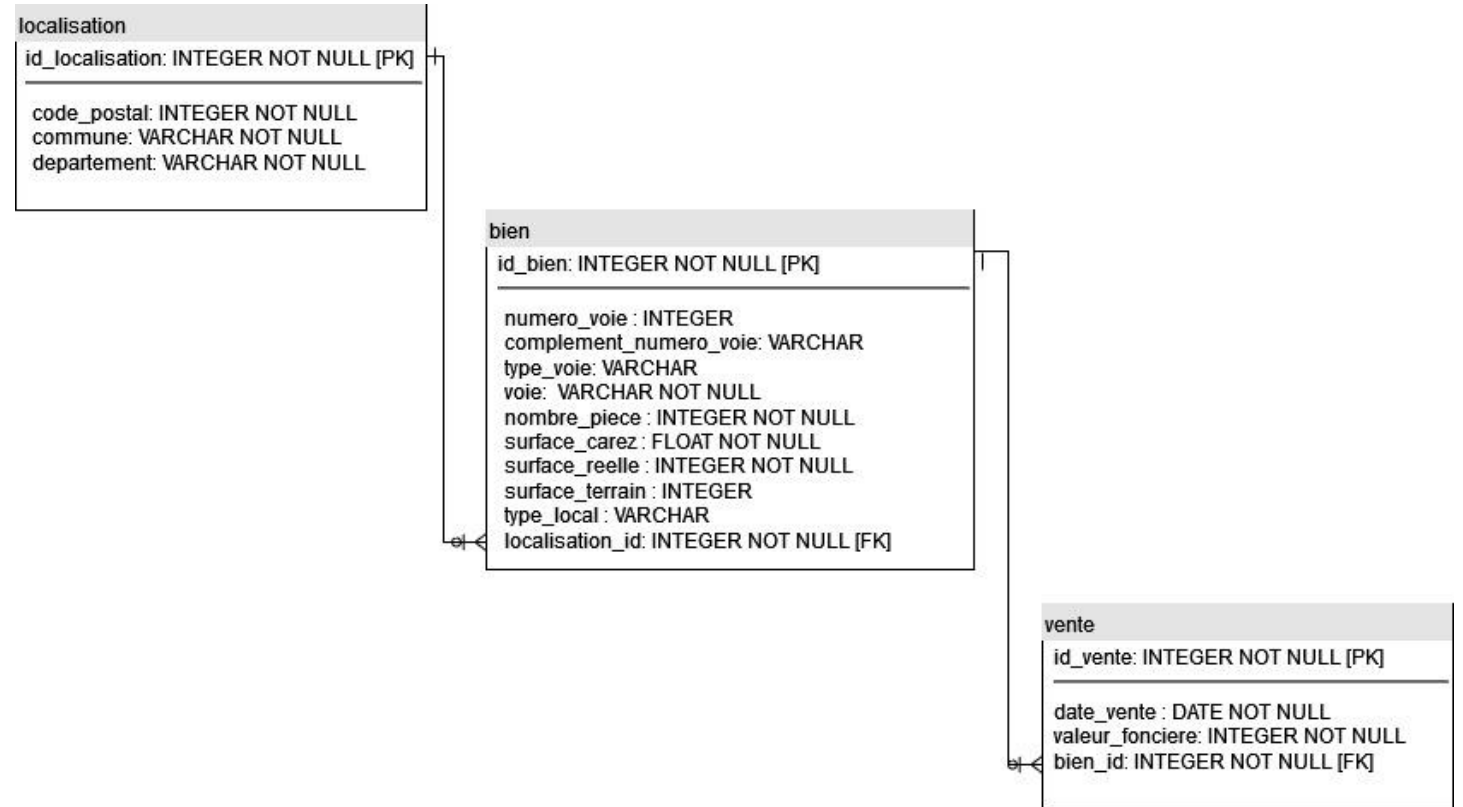 localisation
id_localisation: INTEGER NOT NULL [PK]
code_postal: INTEGER NOT NULL
commune: VARCHAR NOT NULL
departement: VARCHAR NOT NULL
bien
id_bien: INTEGER NOT NULL [PK]
numero_voie : INTEGER
complement_numero_voie: VARCHAR
type_voie: VARCHAR
voie: VARCHAR NOT NULL
nombre_piece : INTEGER NOT NULL
surface_carez : FLOAT NOT NULL
surface_reelle : INTEGER NOT NULL
surface_terrain : INTEGER
type_local : VARCHAR
localisation_id: INTEGER NOT NULL [FK]
vente
id_vente: INTEGER NOT NULL [PK]
date_vente : DATE NOT NULL
valeur_fonciere: INTEGER NOT NULL
bien_id: INTEGER NOT NULL [FK]